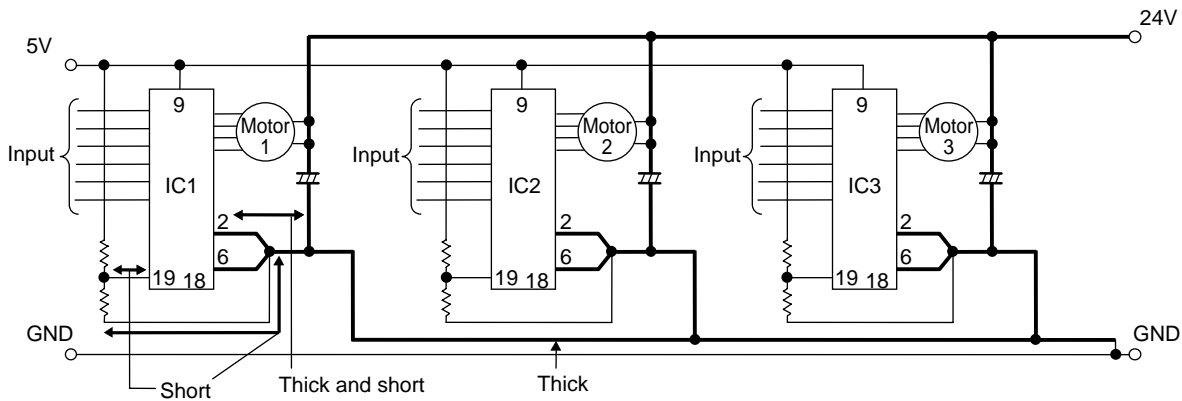 24V
5V
9
9
9
Motor
1
Motor
2
Motor
3
Input
Input
Input
IC1
IC2
IC3
2
2
2
6
6
6
19 18
19 18
19 18
GND
GND
Short
Thick and short
Thick